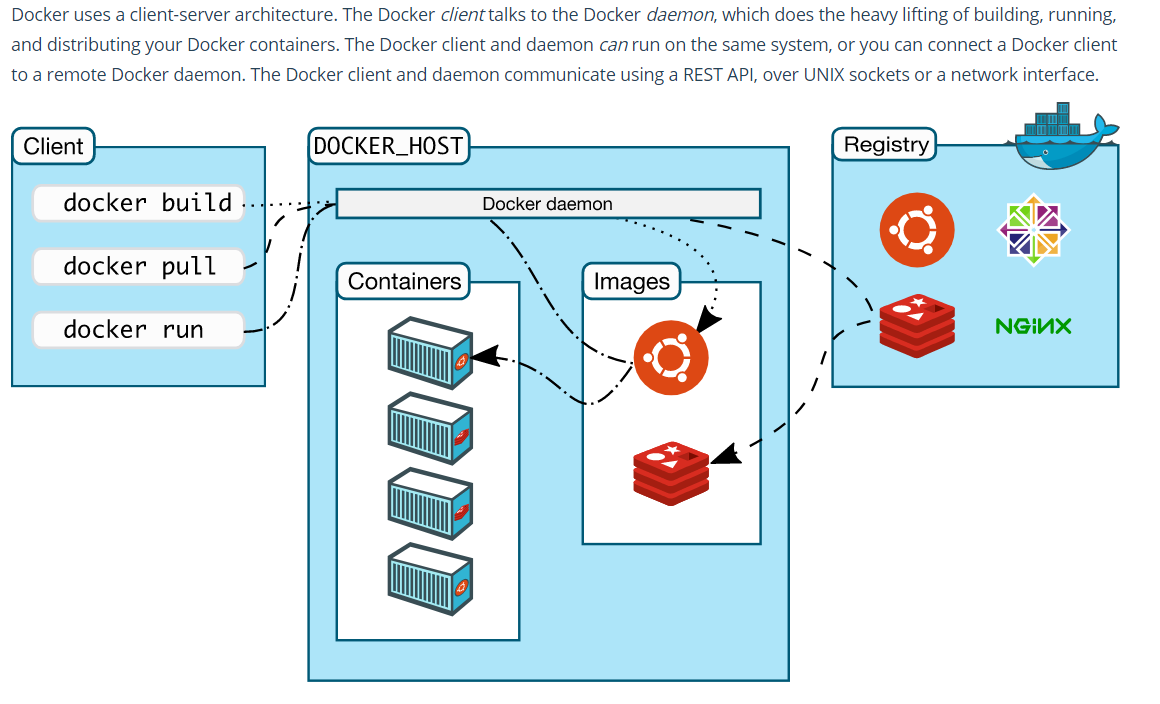 Docker uses a client-server architecture. The Docker client talks to the Docker daemon, which does the heavy lifting of building, running,
and distributing your Docker containers. The Docker client and daemon can run on the same system, or you can connect a Docker client
to a remote Docker daemon. The Docker client and daemon communicate using a REST API, over UNIX sockets or a network interface.
Client
docker build
docker pull
docker run
DOCKER_HOST
Docker daemon
Containers
Images
Registry
NGiNX